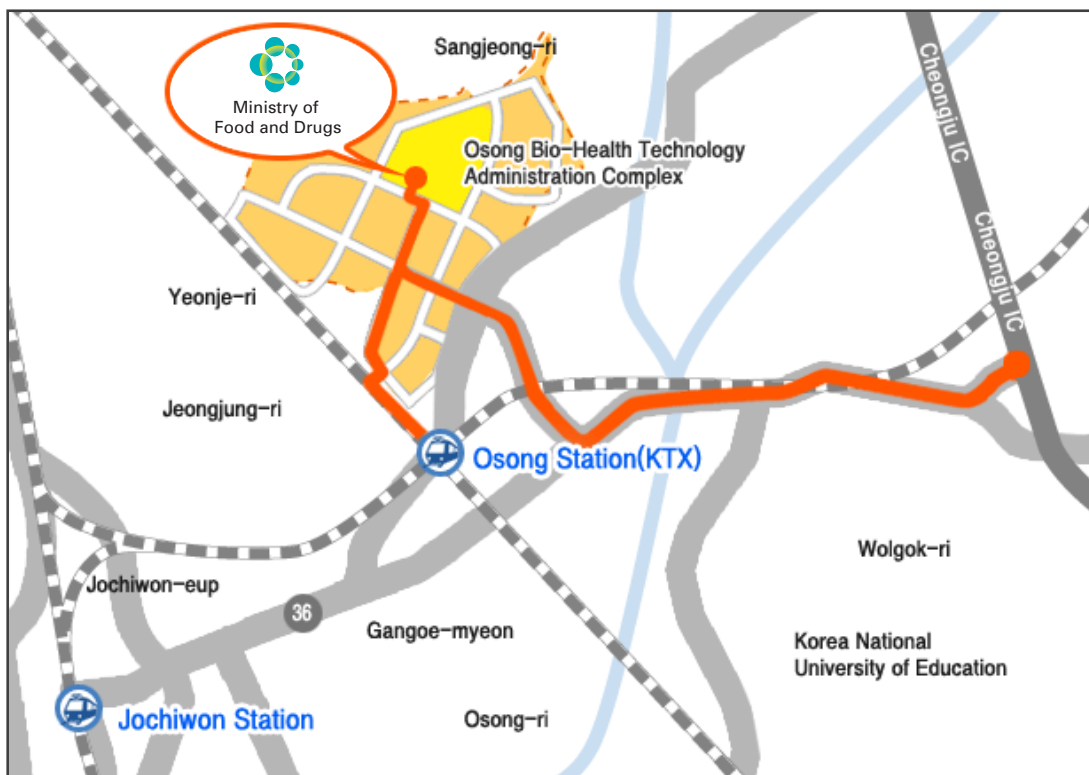 Sangjeong-ri
Ministry of
Food and Drugs
Cheongju IC
Osong Bio-Health Technology
Administration Complex
Cheongju IC
Yeonje-ri
Jeongjung-ri
Osong Station(KTX)
Wolgok-ri
Jochiwon-eup
36
Gangoe-myeon
Korea National
University of Education
Jochiwon Station
Osong-ri